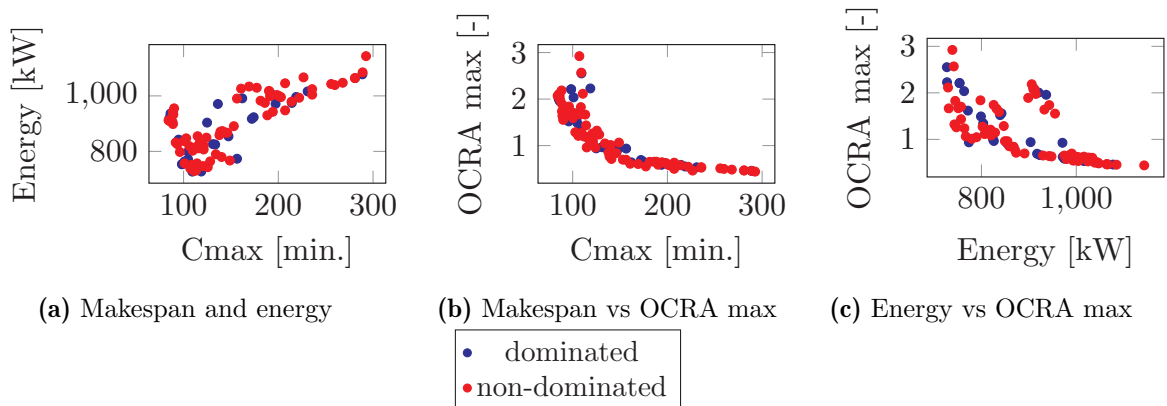 Energy [kW]
1,000
800
100
200
300
Cmax [min.]
(a) Makespan and energy
OCRA max [-]
3
2
1
100
200
300
Cmax [min.]
(b) Makespan vs OCRA max
OCRA max [-]
3
2
1
800
1,000
Energy [kW]
(c) Energy vs OCRA max
dominated
non-dominated